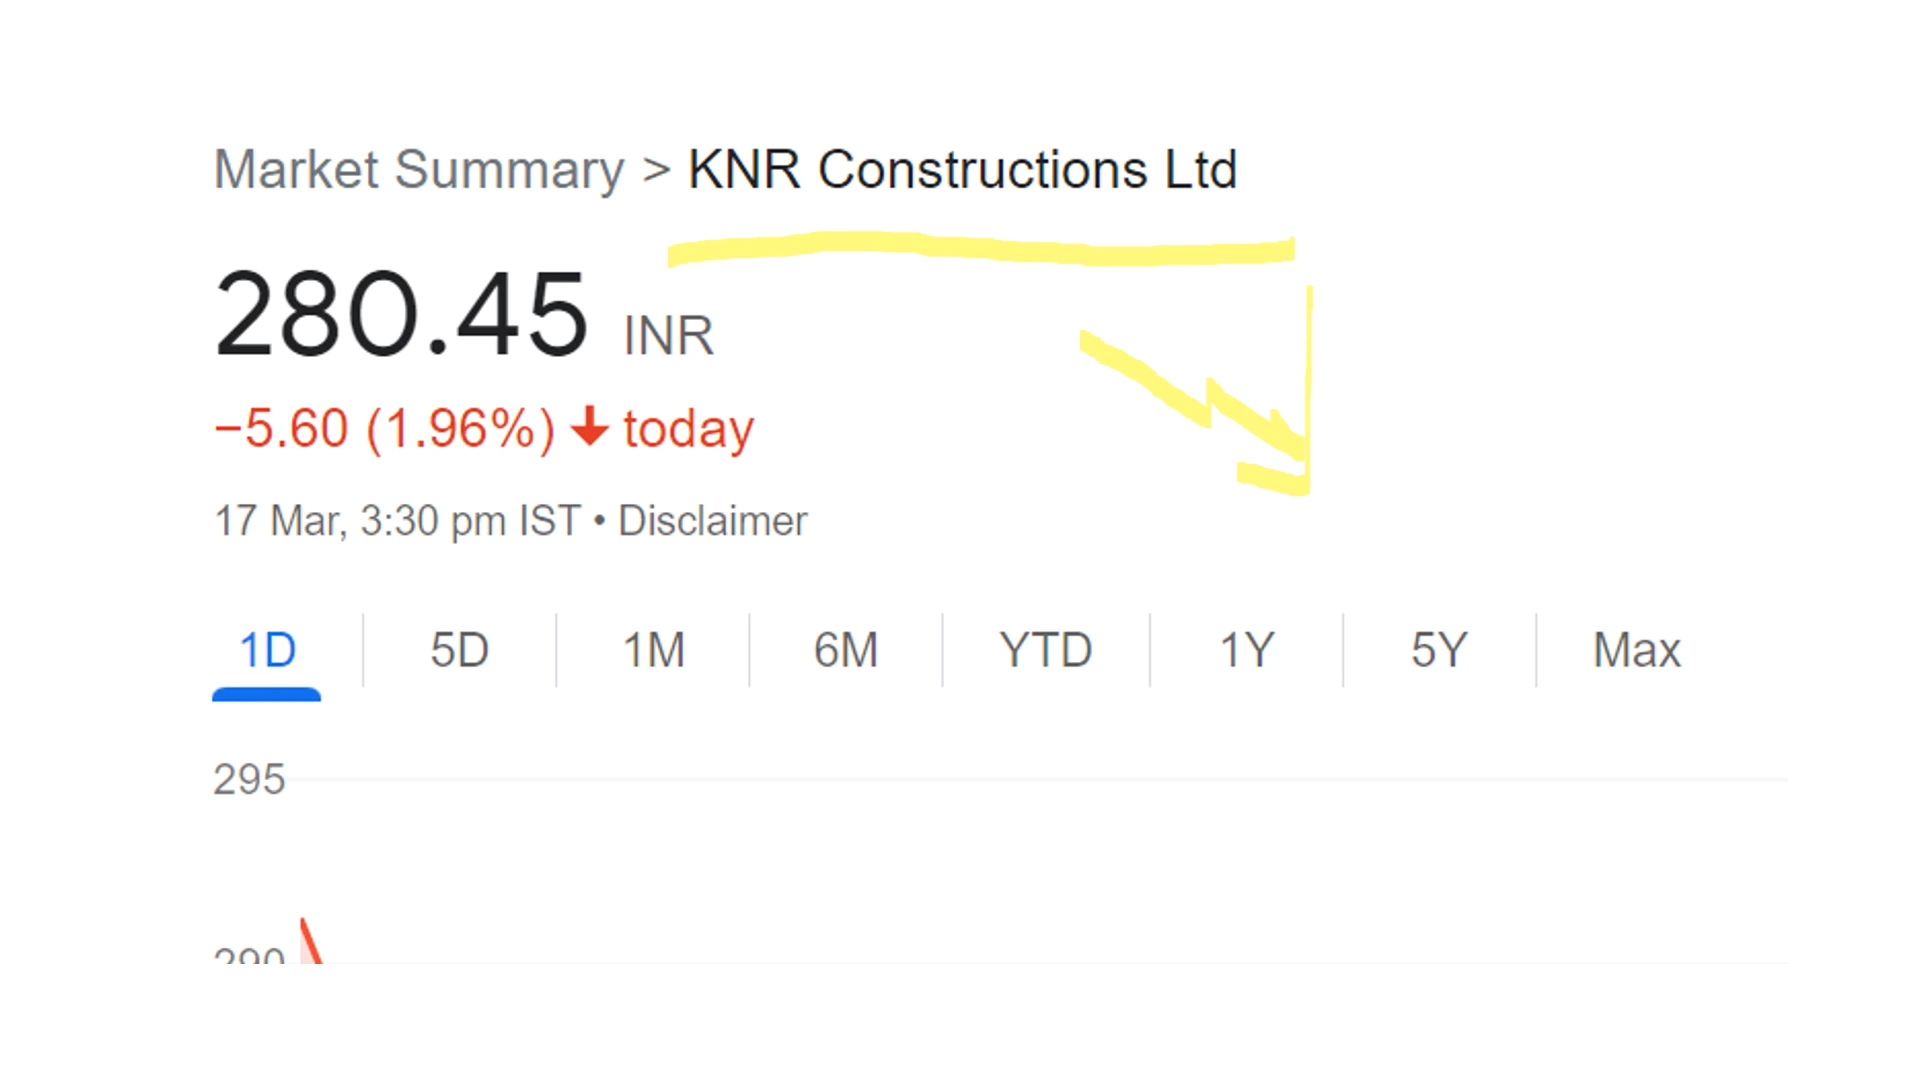 Market Summary > KNR Constructions Ltd
280.45 INR
−5.60 (1.96%) ↓ today
17 Mar, 3:30 pm IST • Disclaimer
1D 5D 1M 6M YTD 1Y 5Y Max
295
290